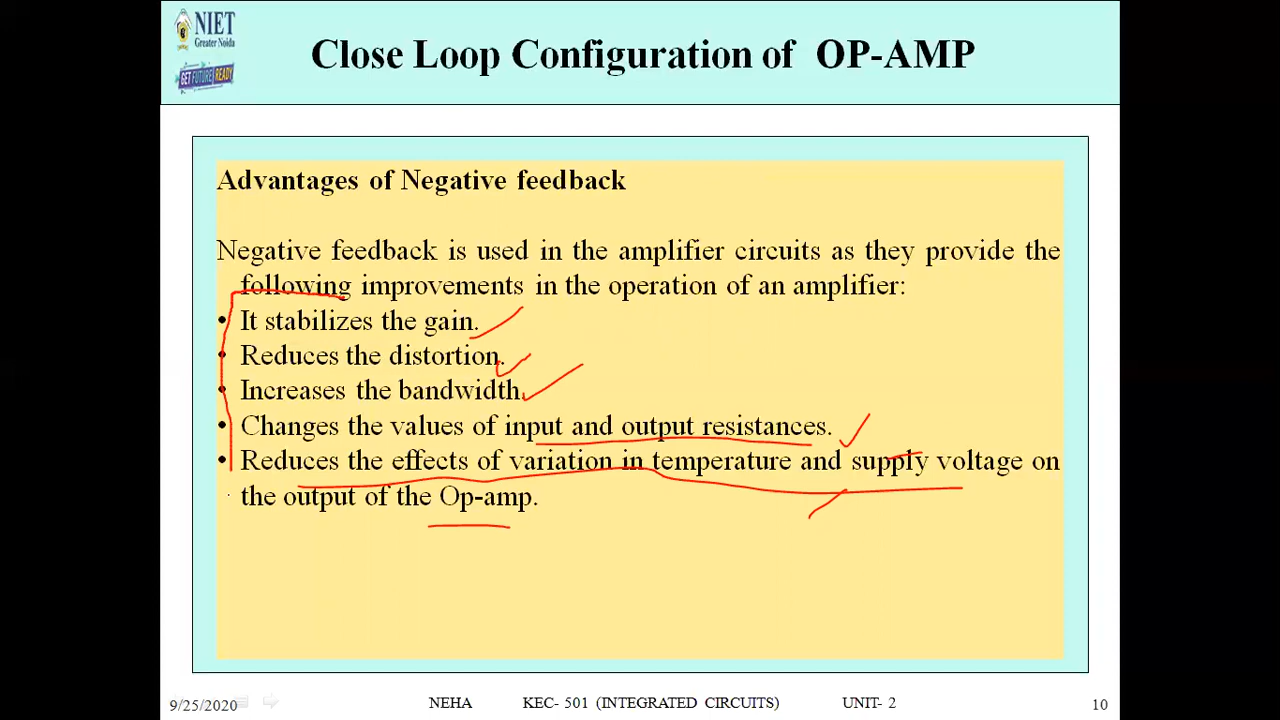 NIET
Greater Noida
GET FUTURE READY
Close Loop Configuration of OP-AMP
Advantages of Negative feedback
Negative feedback is used in the amplifier circuits as they provide the
following improvements in the operation of an amplifier:
• It stabilizes the gain.
• Reduces the distortion.
• Increases the bandwidth.
• Changes the values of input and output resistances.
• Reduces the effects of variation in temperature and supply voltage on
the output of the Op-amp.
9/25/2020 NEHA KEC- 501 (INTEGRATED CIRCUITS) UNIT- 2 10